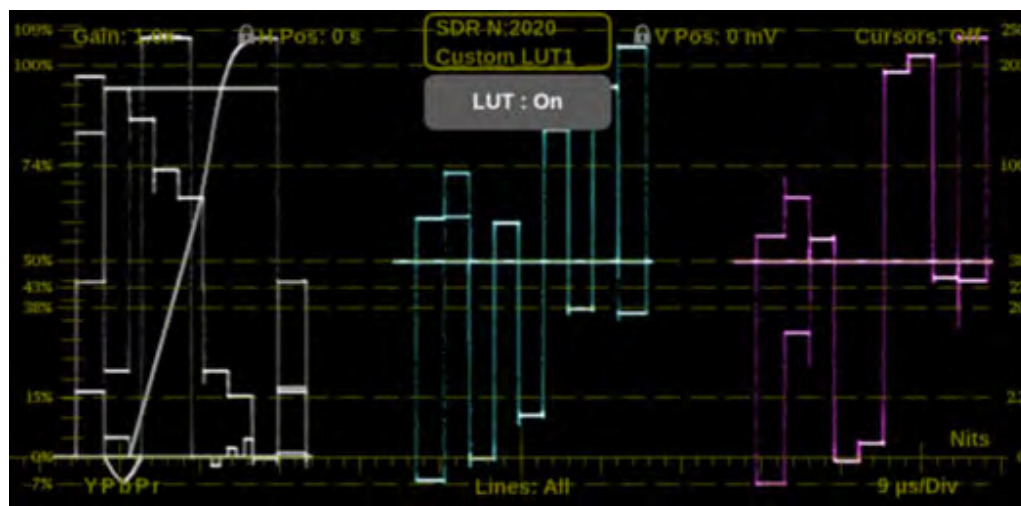 109%
Gain: 1.0x
H Pos: 0 s
SDR N:2020
Custom LUT1
V Pos: 0 mV
Cursors: Off
100%
LUT : On
74%
50%
43%
38%
15%
Nits
0%
-7%
YPbPr
Lines: All
9 µs/Div